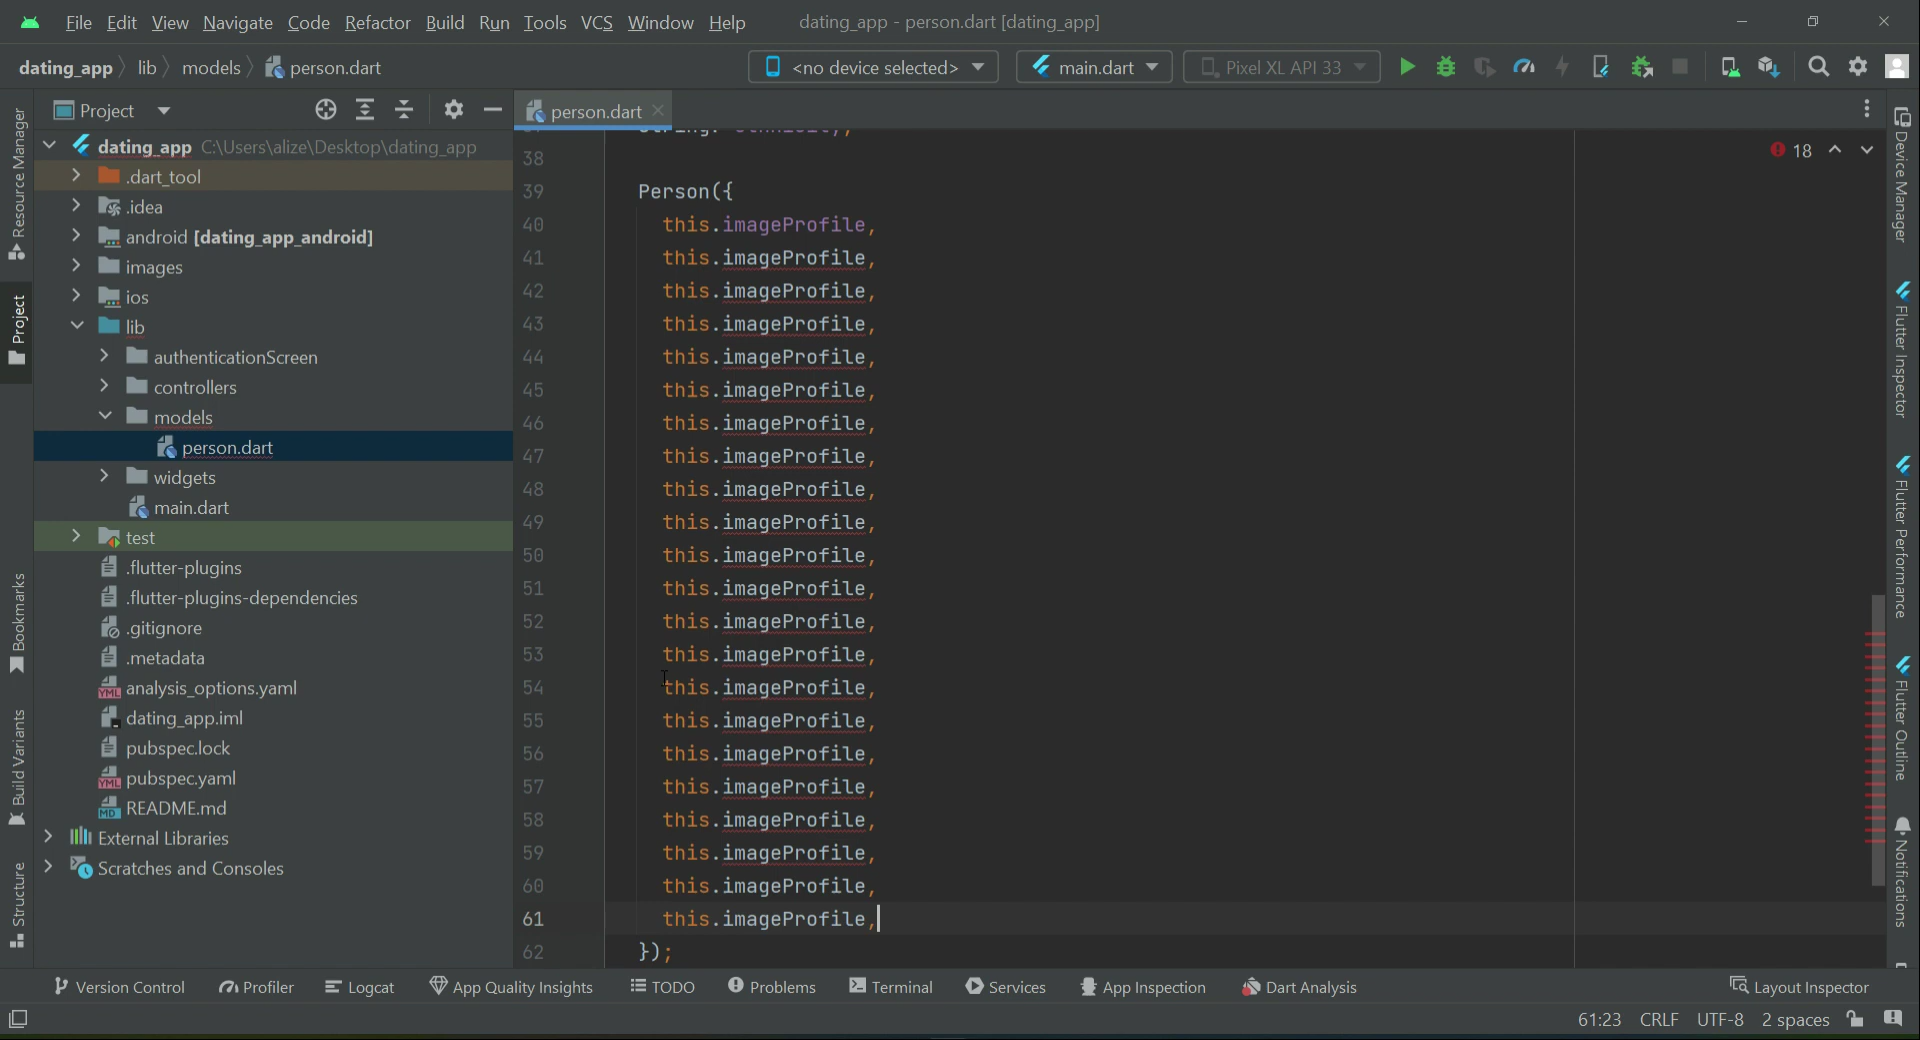 File Edit View Navigate Code Refactor Build Run Tools VCS Window Help dating_app - person.dart [dating_app]
dating_app lib models person.dart <no device selected> main.dart Pixel XL API 33
Resource Manager
Project
Bookmarks
Build Variants
Structure
Project
dating_app C:\Users\alize\Desktop\dating_app
.dart_tool
.idea
android [dating_app_android]
images
ios
lib
authenticationScreen
controllers
models
person.dart
widgets
main.dart
test
.flutter-plugins
.flutter-plugins-dependencies
.gitignore
.metadata
analysis_options.yaml
dating_app.iml
pubspec.lock
pubspec.yaml
README.md
External Libraries
Scratches and Consoles
person.dart
18
38
39 Person({
40 this.imageProfile,
41 this.imageProfile,
42 this.imageProfile,
43 this.imageProfile,
44 this.imageProfile,
45 this.imageProfile,
46 this.imageProfile,
47 this.imageProfile,
48 this.imageProfile,
49 this.imageProfile,
50 this.imageProfile,
51 this.imageProfile,
52 this.imageProfile,
53 this.imageProfile,
54 this.imageProfile,
55 this.imageProfile,
56 this.imageProfile,
57 this.imageProfile,
58 this.imageProfile,
59 this.imageProfile,
60 this.imageProfile,
61 this.imageProfile,
62 });
Device Manager
Flutter Inspector
Flutter Performance
Flutter Outline
Notifications
Version Control Profiler Logcat App Quality Insights TODO Problems Terminal Services App Inspection Dart Analysis Layout Inspector
61:23 CRLF UTF-8 2 spaces